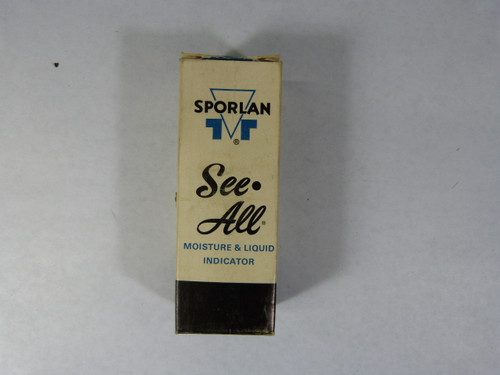 SPORLAN
®
See•
All®
MOISTURE & LIQUID
INDICATOR